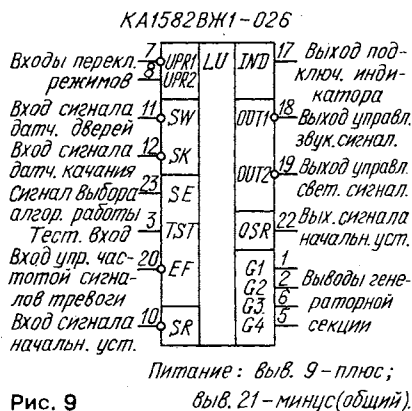 КА1582ВЖ1-026
Входы перекл.
режимов
7
8
UPR1
UPR2
LU
IND
17
Выход под-
ключ. инди-
катора
Вход сигнала
датч. дверей
11
SW
OUT1
18
Выход управл.
звук. сигнал.
Вход сигнала
датч. качания
12
SK
OUT2
19
Выход управл.
свет. сигнал.
Сигнал выбора
алгор. работы
23
SE
Тест. вход
3
TST
OSR
22
Вых. сигнала
начальн. уст.
Вход упр. час-
тотой сигна-
лов тревоги
20
EF
G1
G2
G3
G4
1
2
6
5
Выводы гене-
раторной
секции
Вход сигнала
начальн. уст.
10
SR
Питание: выв. 9-плюс;
выв. 21-минус(общий).
Рис. 9